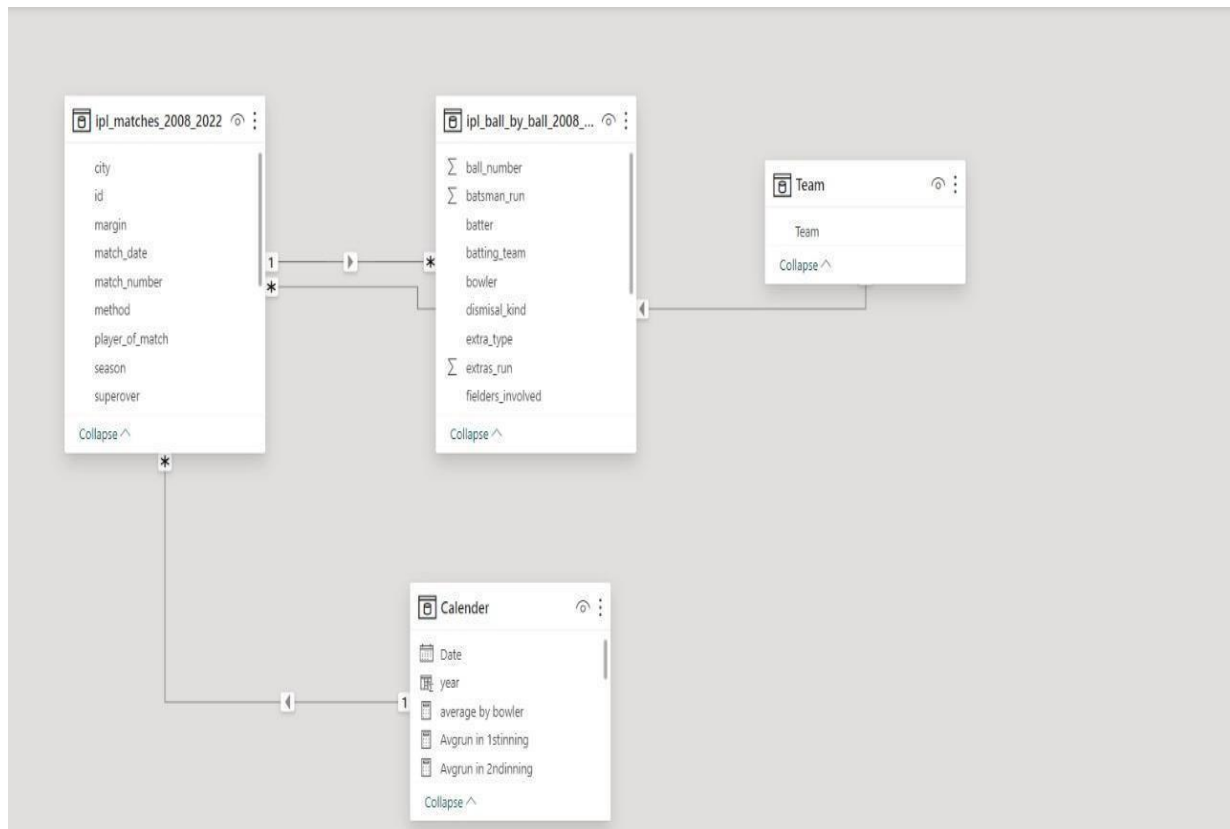 ipl_matches_2008_2022
city
id
margin
match_date
match_number
method
player_of_match
season
superover
Collapse
1
*
*
*
ipl_ball_by_ball_2008_...
Σ ball_number
Σ batsman_run
batter
batting_team
bowler
dismisal_kind
extra_type
Σ extras_run
fielders_involved
Collapse
Team
Team
Collapse
*
1
Calender
Date
year
average by bowler
Avgrun in 1stinning
Avgrun in 2ndinning
Collapse